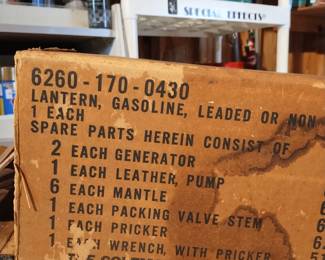 SPECIAL EFFECTS
6260-170-0430
LANTERN, GASOLINE, LEADED OR NON
1 EACH
SPARE PARTS HEREIN CONSIST OF
2 EACH GENERATOR
1 EACH LEATHER, PUMP
6 EACH MANTLE
1 EACH PACKING VALVE STEM
1 EACH PRICKER
1 EACH WRENCH, WITH PRICKER